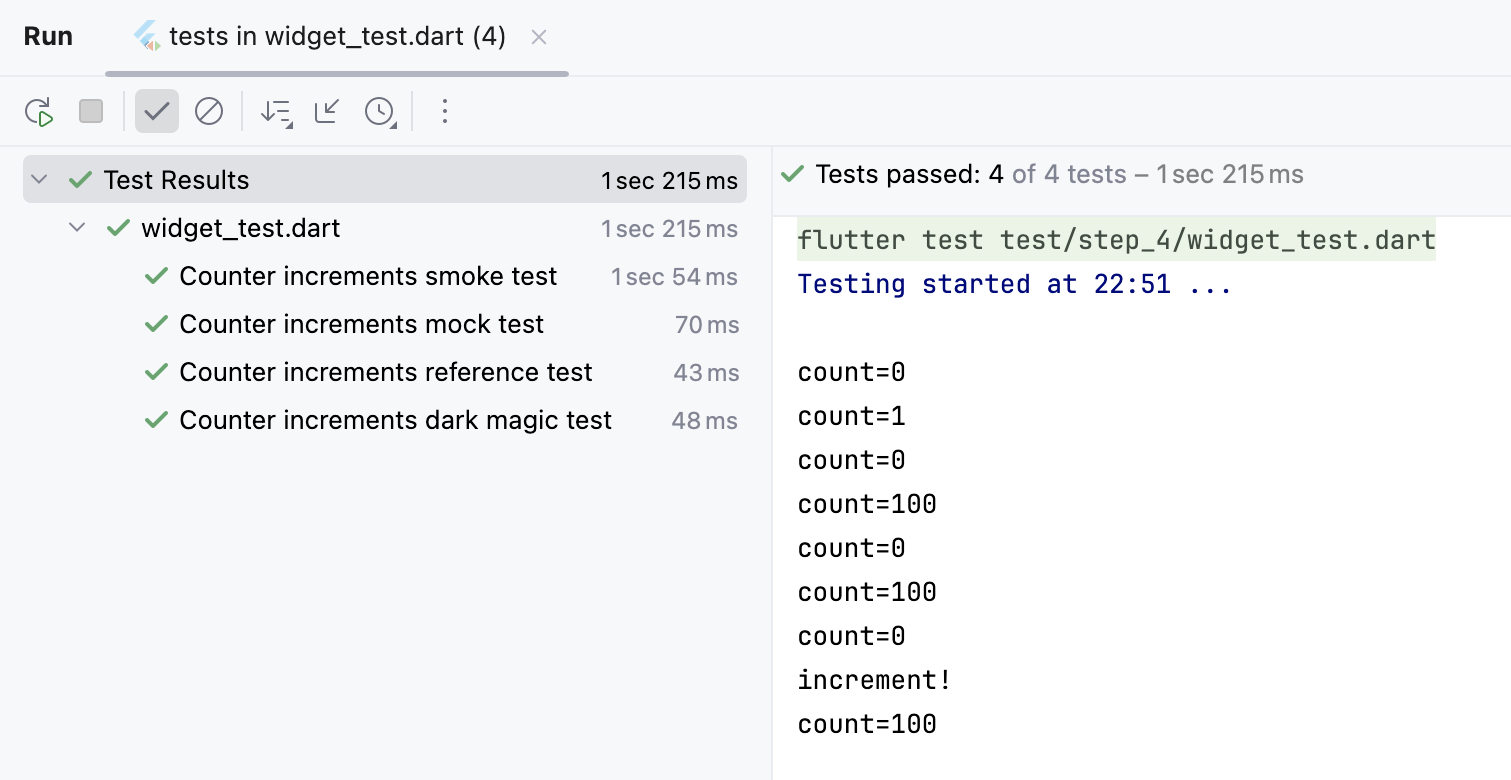 Run tests in widget_test.dart (4)
Test Results 1 sec 215 ms
widget_test.dart 1 sec 215 ms
Counter increments smoke test 1 sec 54 ms
Counter increments mock test 70 ms
Counter increments reference test 43 ms
Counter increments dark magic test 48 ms
Tests passed: 4 of 4 tests – 1 sec 215 ms
flutter test test/step_4/widget_test.dart
Testing started at 22:51 ...
count=0
count=1
count=0
count=100
count=0
count=100
count=0
increment!
count=100